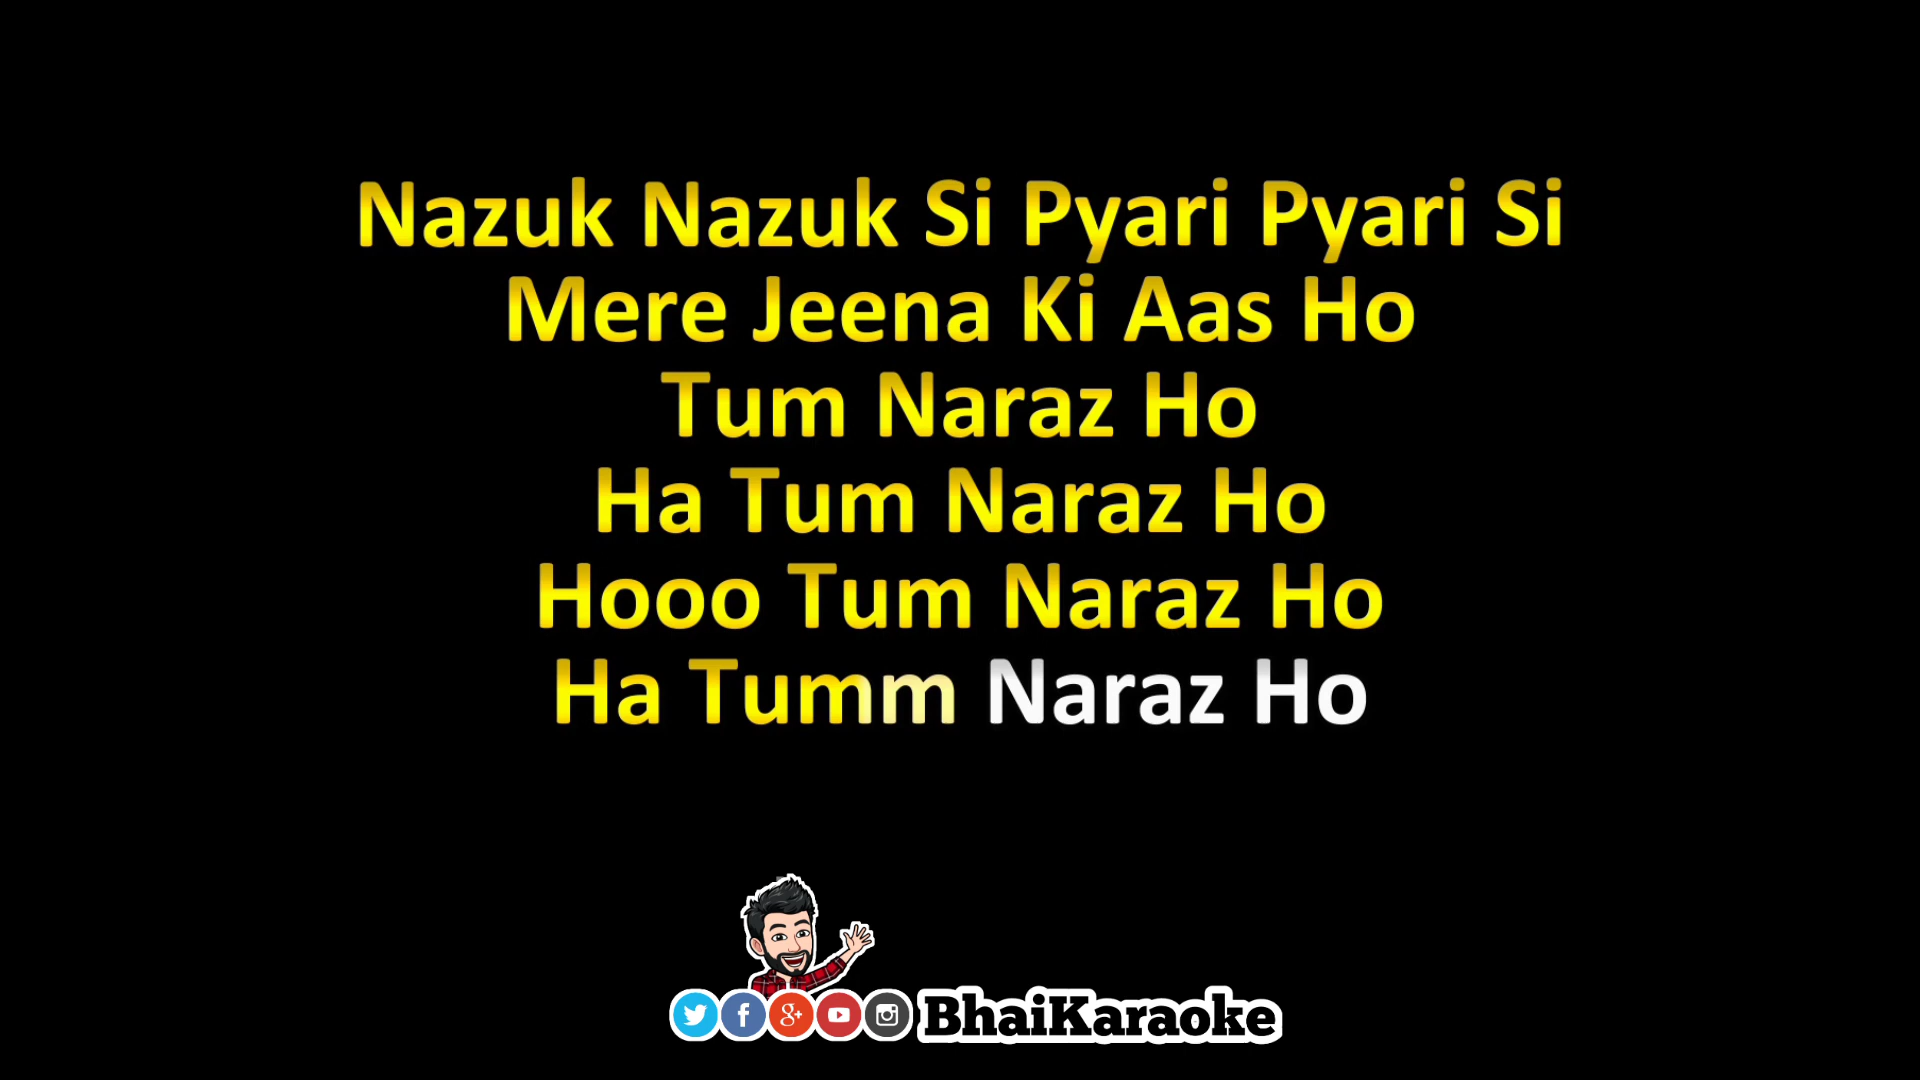 Nazuk Nazuk Si Pyari Pyari Si
Mere Jeena Ki Aas Ho
Tum Naraz Ho
Ha Tum Naraz Ho
Hooo Tum Naraz Ho
Ha Tumm Naraz Ho
BhaiKaraoke